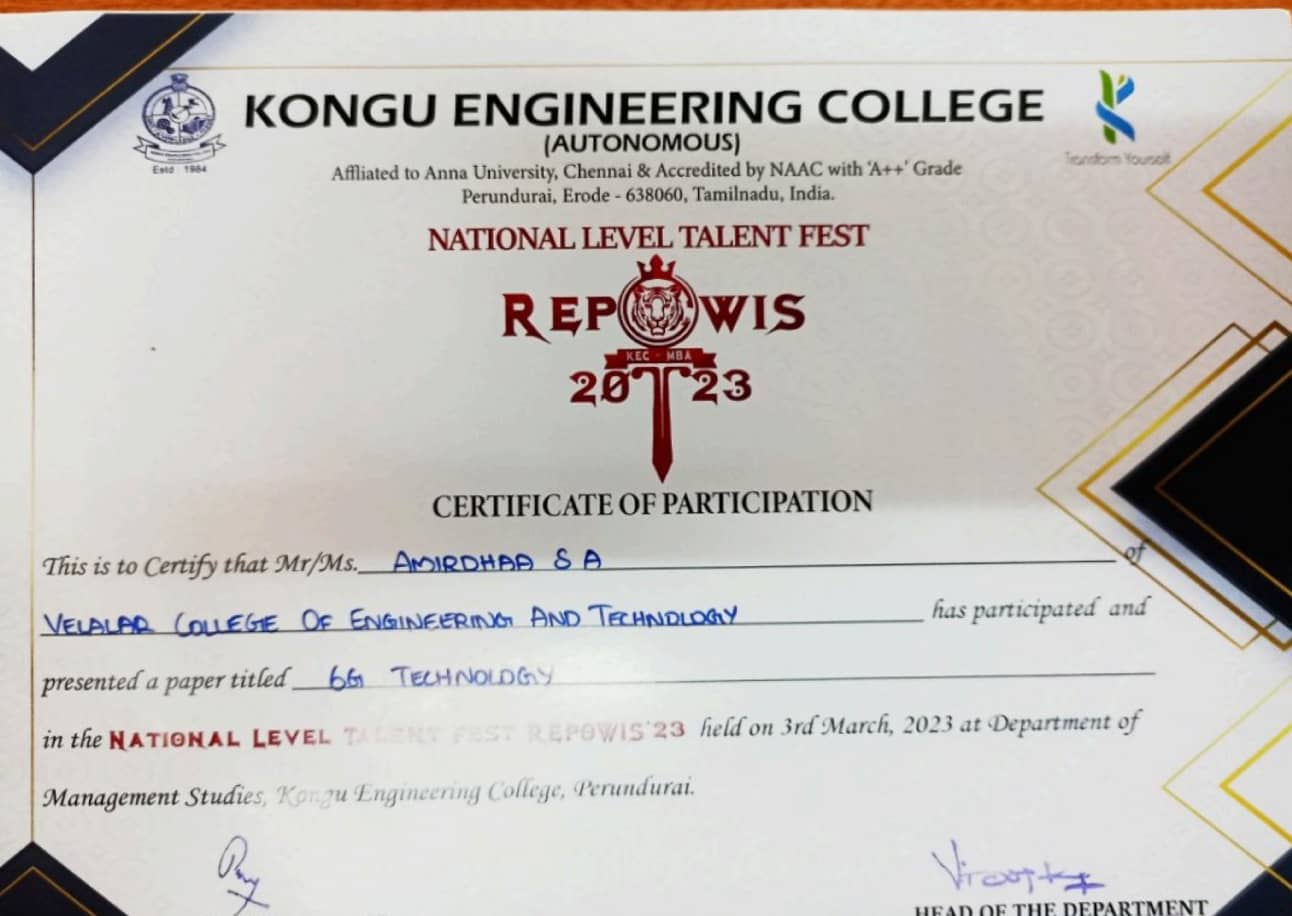 KONGU ENGINEERING COLLEGE
(AUTONOMOUS)
Estd 1984
Transform Yourself
Affliated to Anna University, Chennai & Accredited by NAAC with 'A++' Grade
Perundurai, Erode - 638060, Tamilnadu, India.
NATIONAL LEVEL TALENT FEST
REPOWIS
KEC - MBA
2023
CERTIFICATE OF PARTICIPATION
This is to Certify that Mr/Ms. AMIRDHAA S A of
VELALAR COLLEGE OF ENGINEERING AND TECHNOLOGY has participated and
presented a paper titled 6G TECHNOLOGY
in the NATIONAL LEVEL TALENT FEST REPOWIS'23 held on 3rd March, 2023 at Department of
Management Studies, Kongu Engineering College, Perundurai.
HEAD OF THE DEPARTMENT